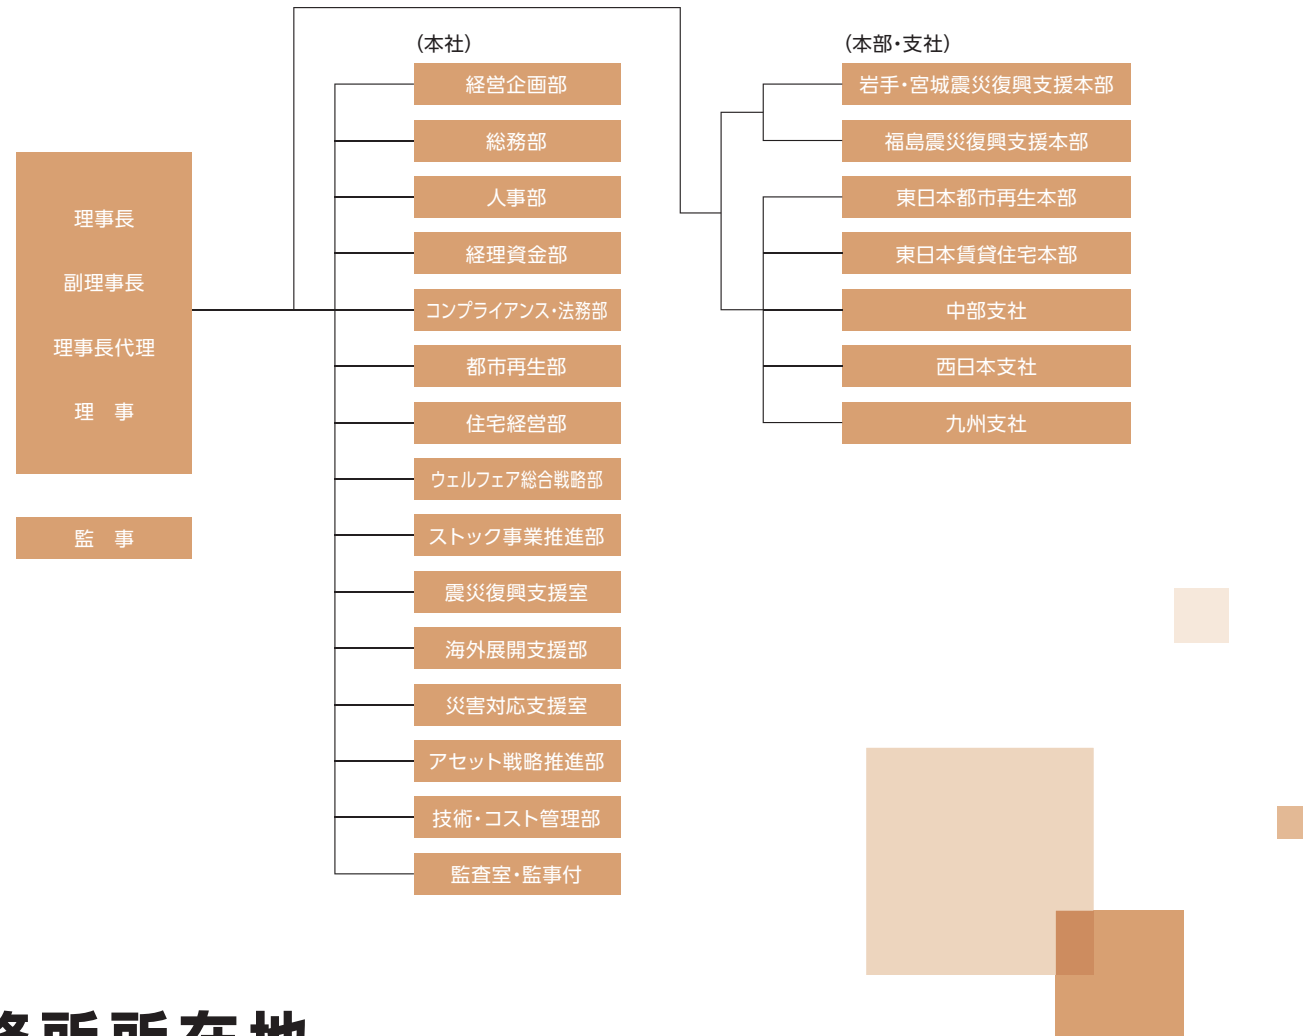 理事長
副理事長
理事長代理
理　事
監　事
(本社)
経営企画部
総務部
人事部
経理資金部
コンプライアンス・法務部
都市再生部
住宅経営部
ウェルフェア総合戦略部
ストック事業推進部
震災復興支援室
海外展開支援部
災害対応支援室
アセット戦略推進部
技術・コスト管理部
監査室・監事付
(本部・支社)
岩手・宮城震災復興支援本部
福島震災復興支援本部
東日本都市再生本部
東日本賃貸住宅本部
中部支社
西日本支社
九州支社
務所所在地